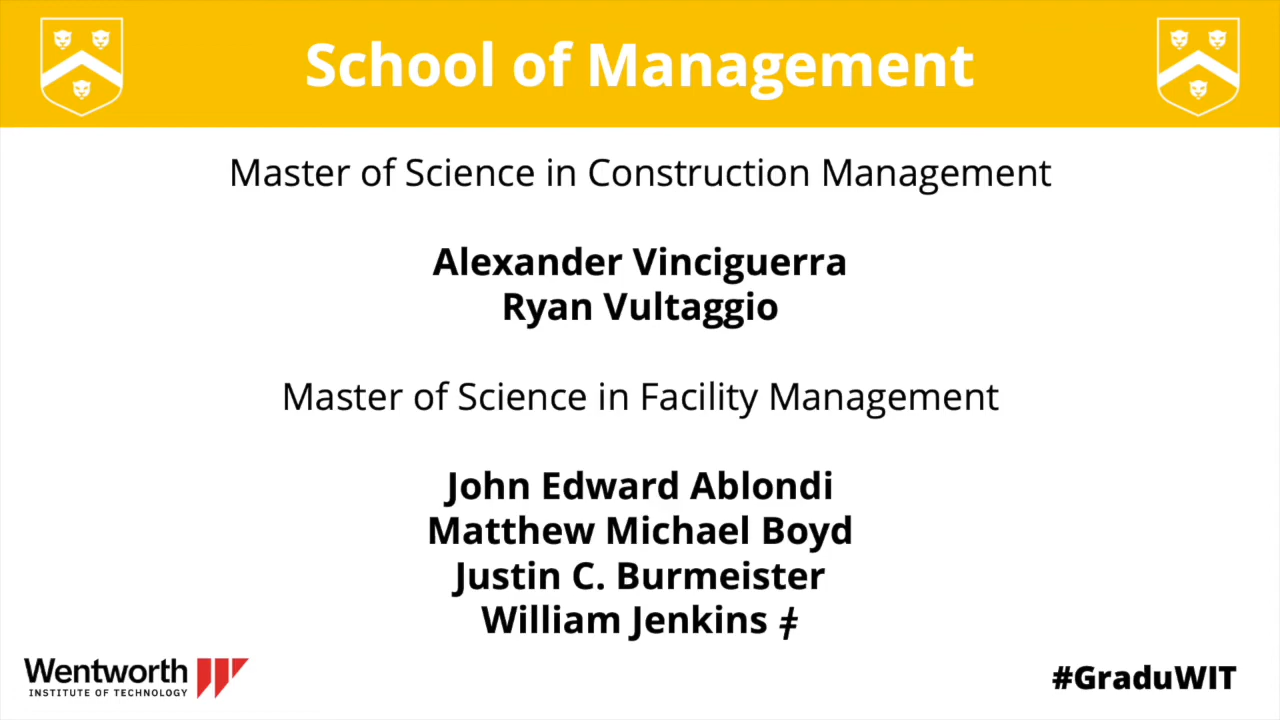 School of Management
Master of Science in Construction Management
Alexander Vinciguerra
Ryan Vultaggio
Master of Science in Facility Management
John Edward Ablondi
Matthew Michael Boyd
Justin C. Burmeister
William Jenkins ҂
Wentworth
INSTITUTE OF TECHNOLOGY
#GraduWIT